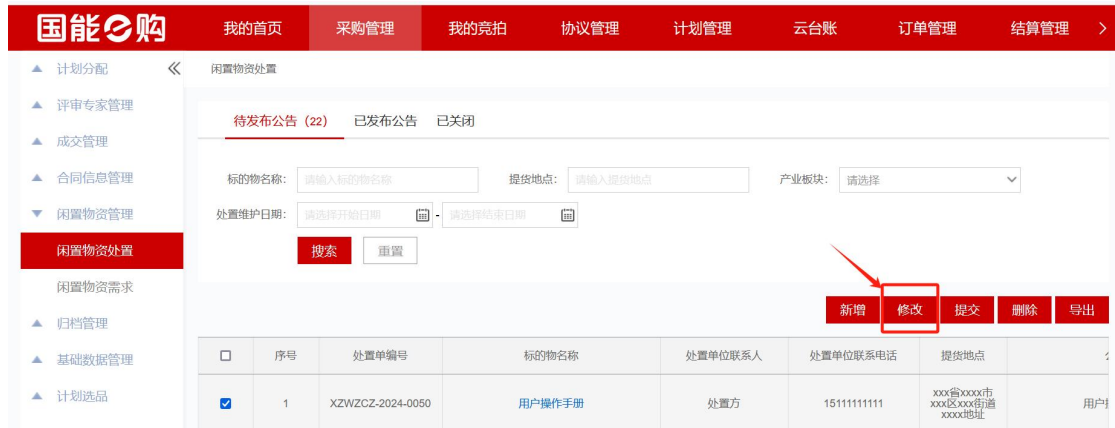 国能e购 我的首页 采购管理 我的竞拍 协议管理 计划管理 云台账 订单管理 结算管理
计划分配
闲置物资处置
评审专家管理
待发布公告（22） 已发布公告 已关闭
成交管理
合同信息管理
标的物名称： 请输入标的物名称 提货地点： 请输入提货地点 产业板块： 请选择
闲置物资管理
处置维护日期： 请选择开始日期 - 请选择结束日期
闲置物资处置
搜索 重置
闲置物资需求
归档管理
新增 修改 提交 删除 导出
基础数据管理
序号 处置单编号 标的物名称 处置单位联系人 处置单位联系电话 提货地点
计划选品
1 XZWZCZ-2024-0050 用户操作手册 处置方 15111111111 xxx省xxxx市
xxx区xxx街道
xxxx地址
用户